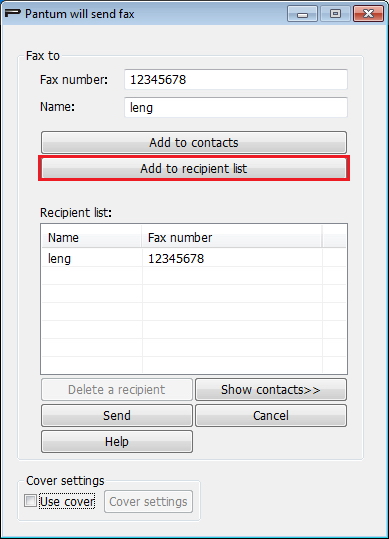 Pantum will send fax
Fax to
Fax number: 12345678
Name: leng
Add to contacts
Add to recipient list
Recipient list:
Name Fax number
leng 12345678
Delete a recipient Show contacts>>
Send Cancel
Help
Cover settings
Use cover Cover settings